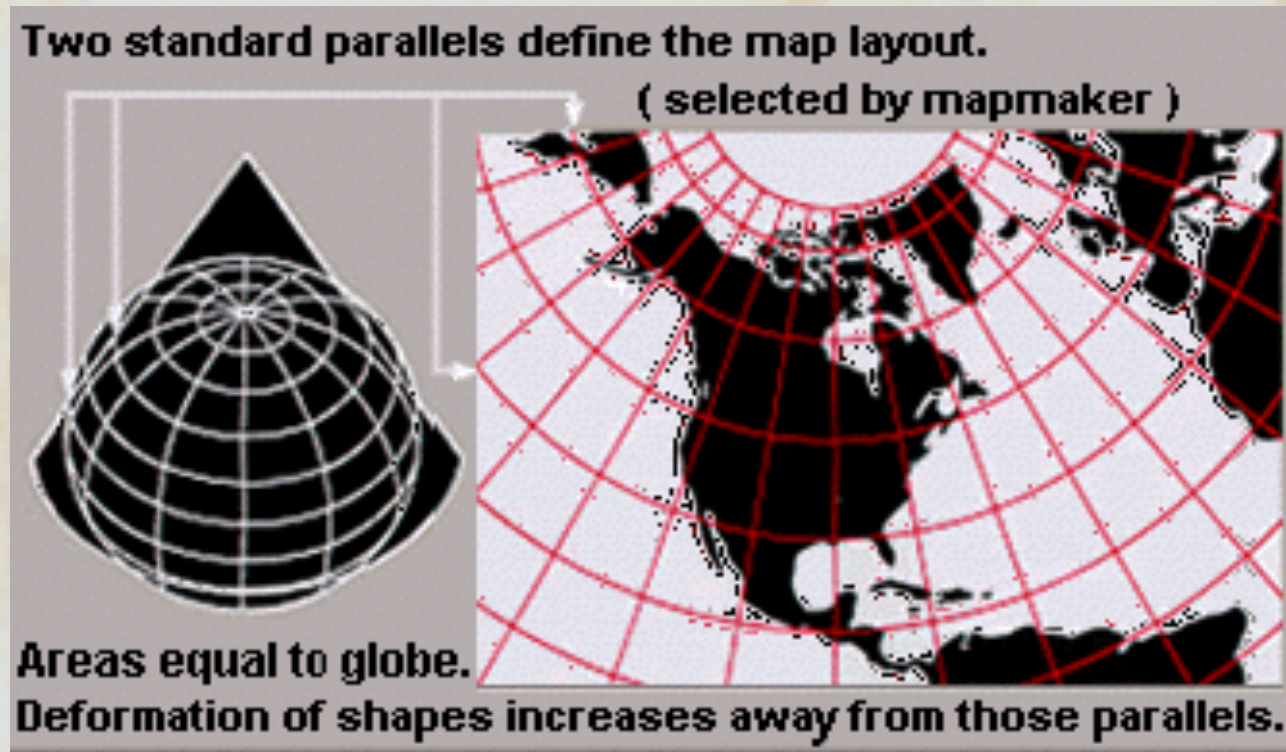 Two standard parallels define the map layout.
( selected by mapmaker )
Areas equal to globe.
Deformation of shapes increases away from those parallels.